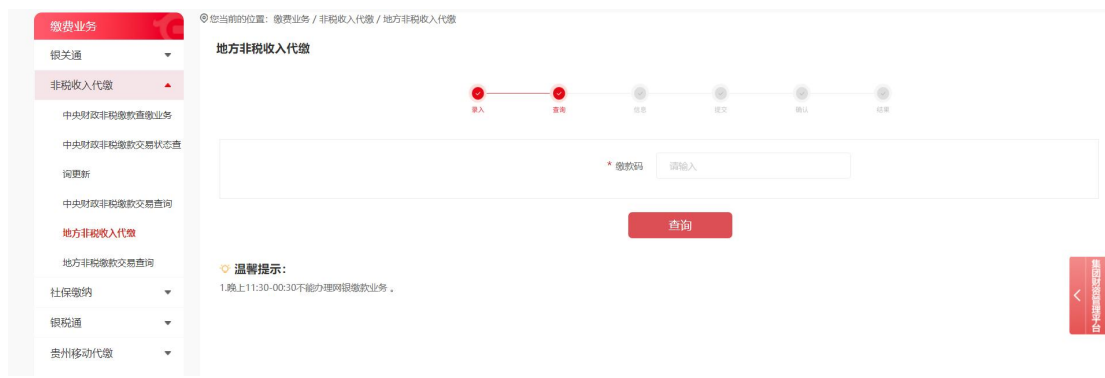 缴费业务
银关通
非税收入代缴
中央财政非税缴款查缴业务
中央财政非税缴款交易状态查
询更新
中央财政非税缴款交易查询
地方非税收入代缴
地方非税缴款交易查询
社保缴纳
银税通
贵州移动代缴
您当前的位置：缴费业务 / 非税收入代缴 / 地方非税收入代缴
地方非税收入代缴
录入 查询 信息 提交 确认 结果
* 缴款码 请输入
查询
温馨提示：
1.晚上11:30-00:30不能办理网银缴款业务 。
集团财资管理平台